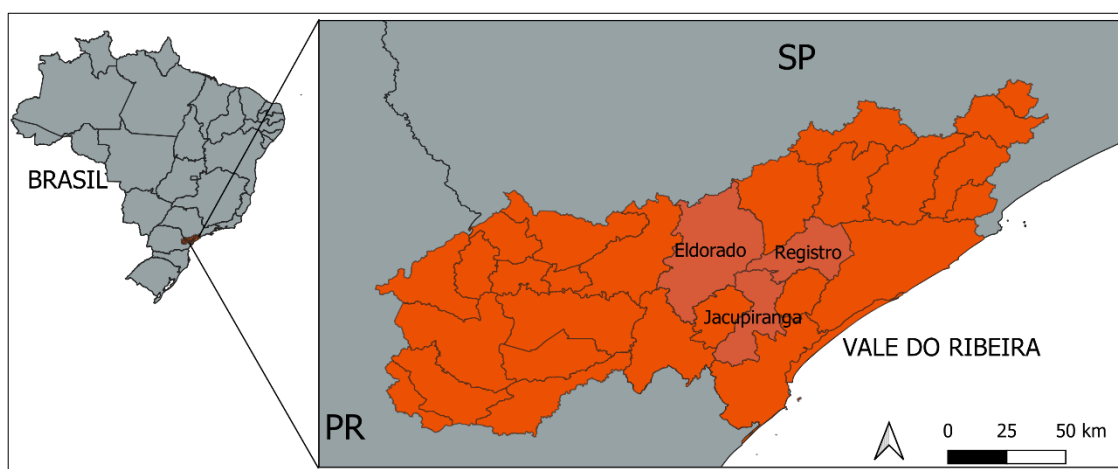 BRASIL
SP
Eldorado
Registro
Jacupiranga
VALE DO RIBEIRA
PR
0 25 50 km